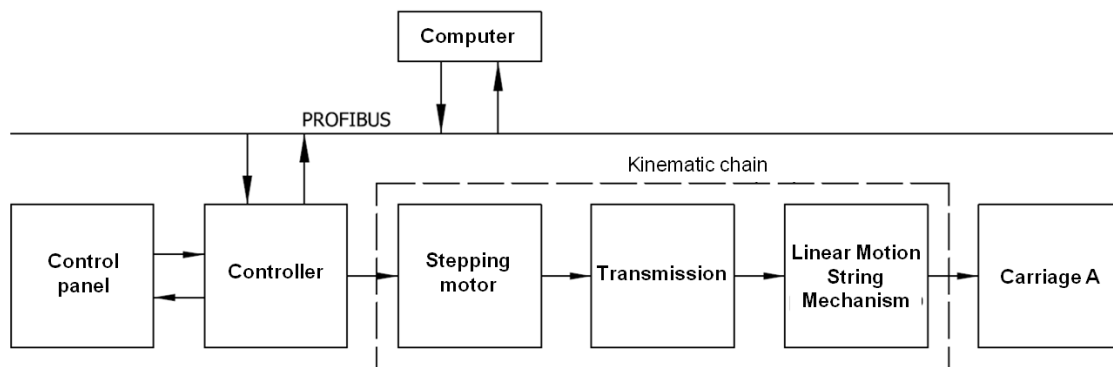 Computer
PROFIBUS
Kinematic chain
Control
panel
Controller
Stepping
motor
Transmission
Linear Motion
String
Mechanism
Carriage A